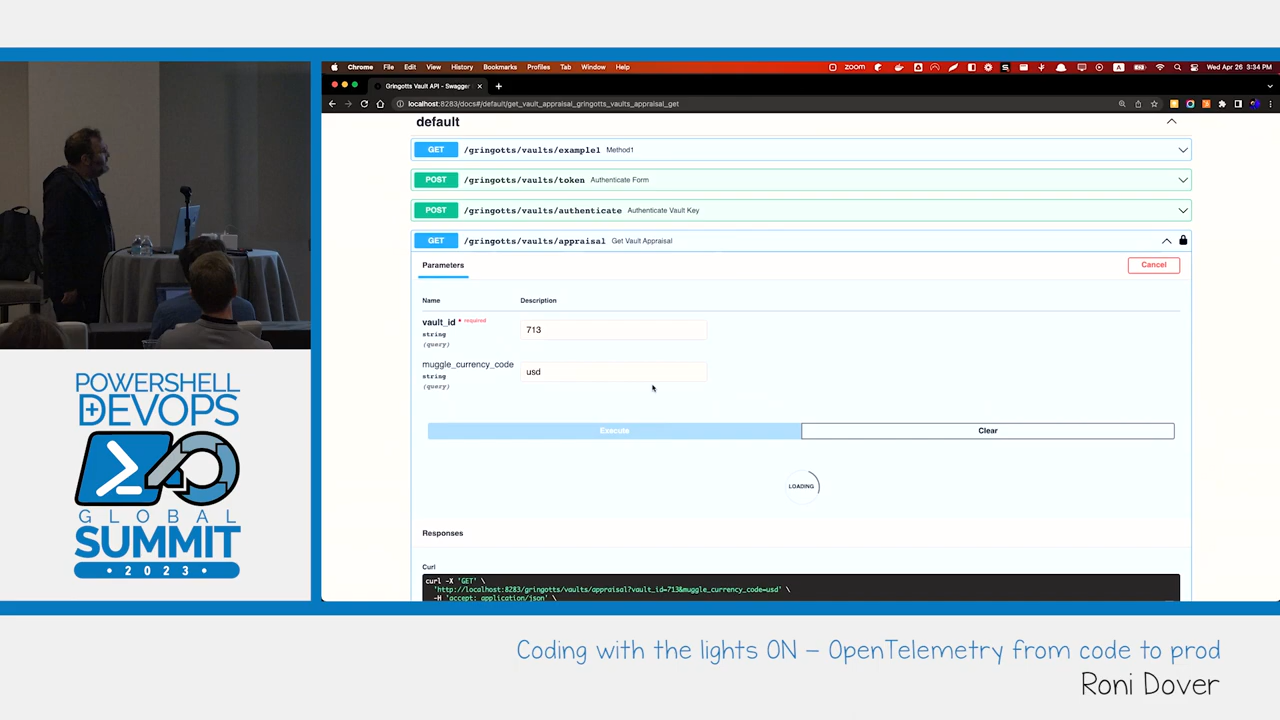 Chrome File Edit View History Bookmarks Profiles Tab Window Help
zoom
Wed Apr 26 3:34 PM
Gringotts Vault API - Swagger
localhost:8283/docs#/default/get_vault_appraisal_gringotts_vaults_appraisal_get
default
GET /gringotts/vaults/example1 Method1
POST /gringotts/vaults/token Authenticate Form
POST /gringotts/vaults/authenticate Authenticate Vault Key
GET /gringotts/vaults/appraisal Get Vault Appraisal
Parameters
Cancel
Name Description
vault_id * required
713
string
(query)
muggle_currency_code
usd
string
(query)
Execute
Clear
LOADING
Responses
Curl
curl -X 'GET' \
'http://localhost:8283/gringotts/vaults/appraisal?vault_id=713&muggle_currency_code=usd' \
-H 'accept: application/json' \
POWERSHELL
+DEVOPS
GLOBAL
SUMMIT
• 2023 •
Coding with the lights ON – OpenTelemetry from code to prod
Roni Dover